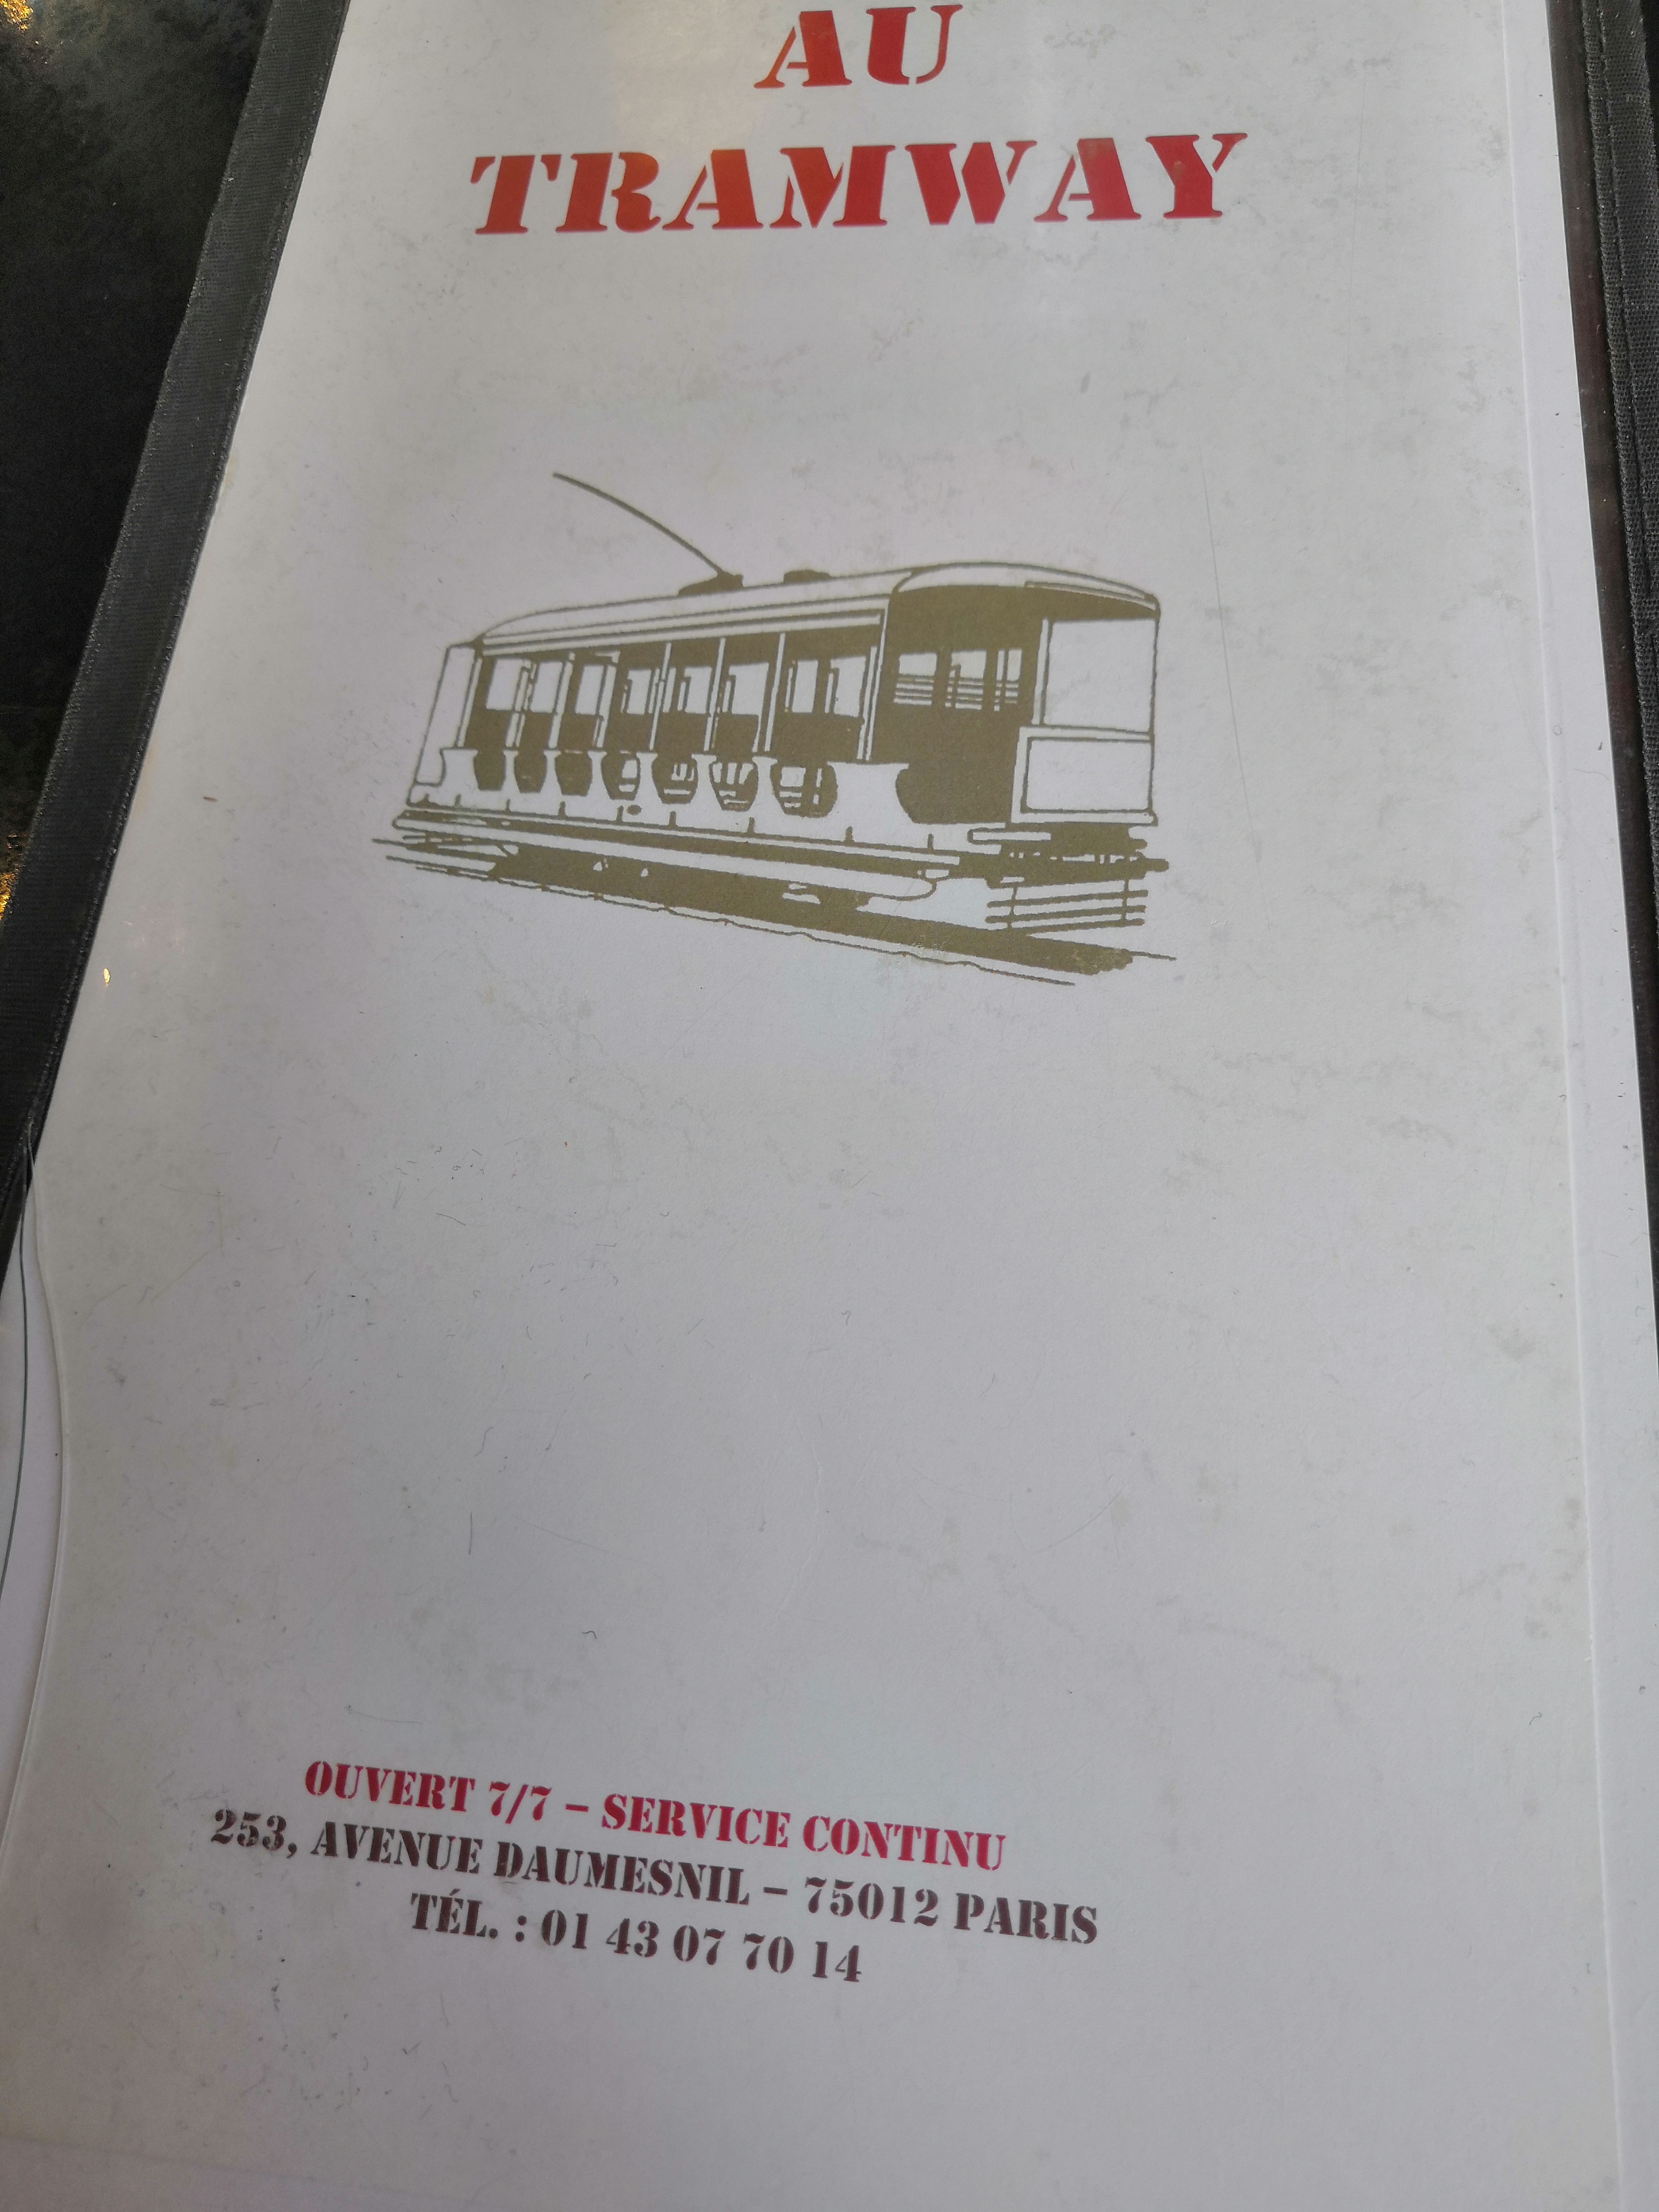 AU
TRAMWAY
OUVERT 7/7 – SERVICE CONTINU
253, AVENUE DAUMESNIL – 75012 PARIS
TÉL. : 01 43 07 70 14